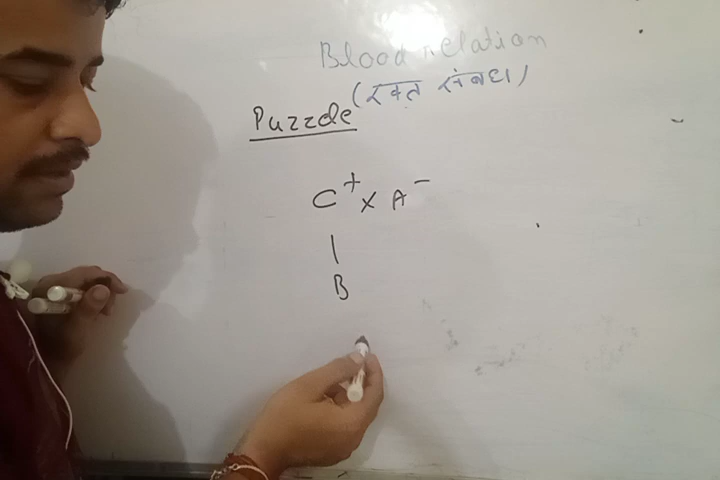 Blood relation
(रक्त संबंध)
Puzzle
C⁺ x A⁻
|
B